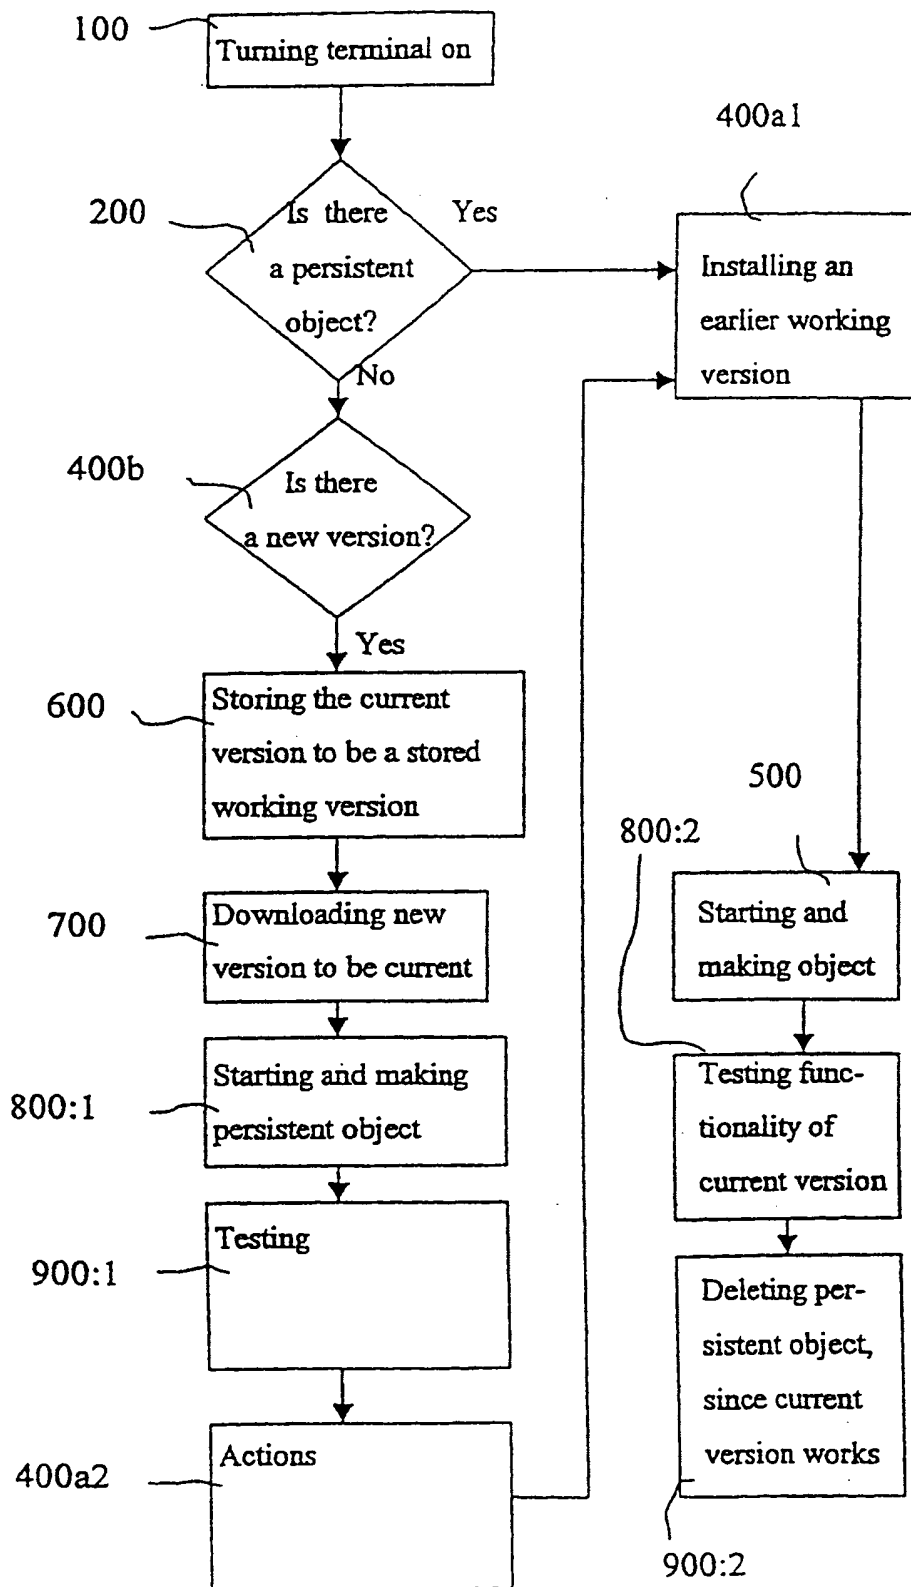 100
Turning terminal on
400a1
200
Is there
a persistent
object?
Yes
Installing an
earlier working
version
No
400b
Is there
a new version?
Yes
600
Storing the current
version to be a stored
working version
500
800:2
700
Downloading new
version to be current
Starting and
making object
800:1
Starting and making
persistent object
Testing func-
tionality of
current version
900:1
Testing
Deleting per-
sistent object,
since current
version works
400a2
Actions
900:2